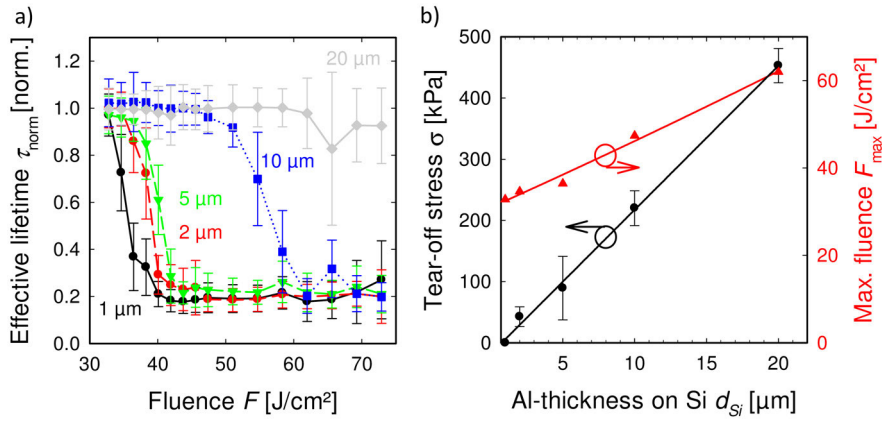 a)
Effective lifetime τnorm [norm.]
1.2
1.0
0.8
0.6
0.4
0.2
0.0
20 µm
10 µm
5 µm
2 µm
1 µm
30 40 50 60 70
Fluence F [J/cm²]
b)
Tear-off stress σ [kPa]
500
400
300
200
100
0
5 10 15 20
Al-thickness on Si dSi [µm]
60
40
20
0
Max. fluence Fmax [J/cm²]